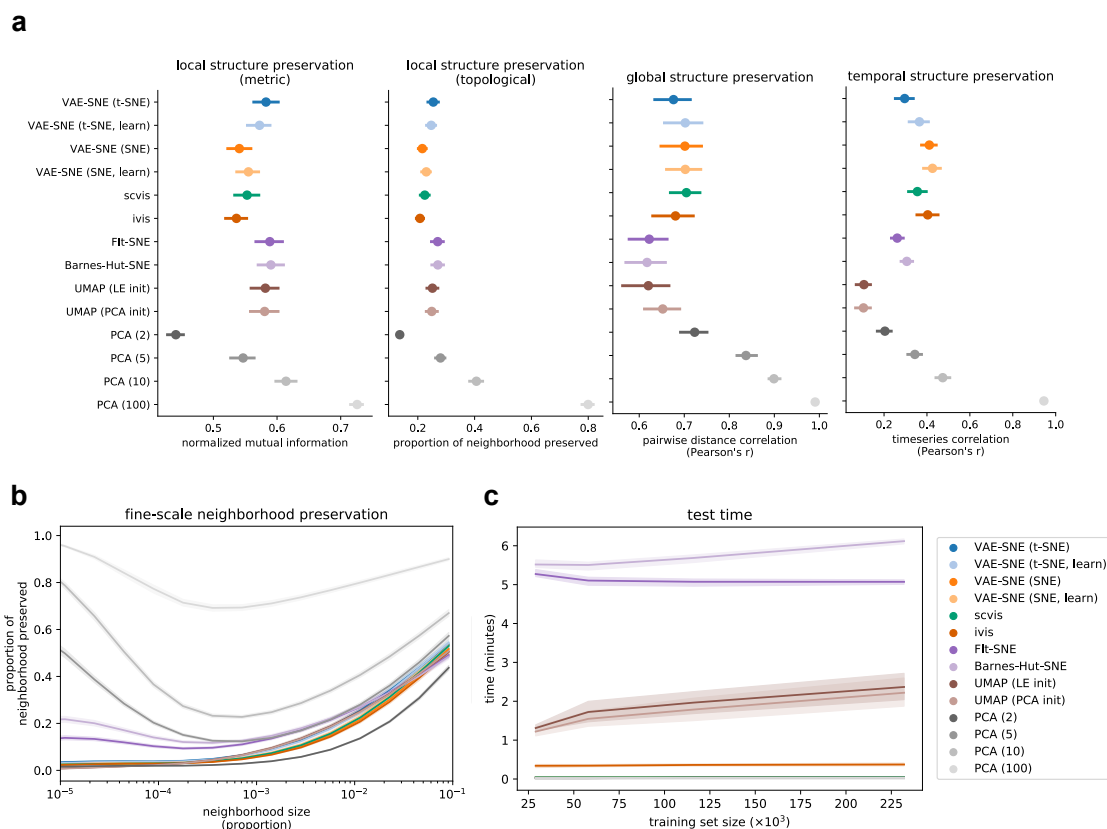 a
local structure preservation
(metric)
local structure preservation
(topological)
global structure preservation
temporal structure preservation
VAE-SNE (t-SNE)
VAE-SNE (t-SNE, learn)
VAE-SNE (SNE)
VAE-SNE (SNE, learn)
scvis
ivis
FIt-SNE
Barnes-Hut-SNE
UMAP (LE init)
UMAP (PCA init)
PCA (2)
PCA (5)
PCA (10)
PCA (100)
0.5 0.6 0.7
normalized mutual information
0.2 0.4 0.6 0.8
proportion of neighborhood preserved
0.6 0.7 0.8 0.9 1.0
pairwise distance correlation
(Pearson's r)
0.2 0.4 0.6 0.8 1.0
timeseries correlation
(Pearson's r)
b
fine-scale neighborhood preservation
proportion of
neighborhood preserved
1.0
0.8
0.6
0.4
0.2
0.0
10⁻⁵ 10⁻⁴ 10⁻³ 10⁻² 10⁻¹
neighborhood size
(proportion)
c
test time
time (minutes)
6
5
4
3
2
1
0
25 50 75 100 125 150 175 200 225
training set size (×10³)
VAE-SNE (t-SNE)
VAE-SNE (t-SNE, learn)
VAE-SNE (SNE)
VAE-SNE (SNE, learn)
scvis
ivis
FIt-SNE
Barnes-Hut-SNE
UMAP (LE init)
UMAP (PCA init)
PCA (2)
PCA (5)
PCA (10)
PCA (100)